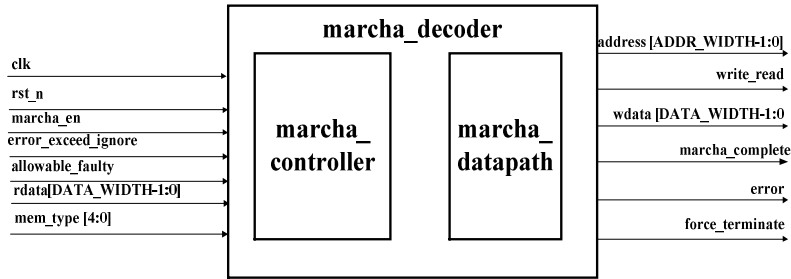 marcha_decoder
clk
rst_n
marcha_en
error_exceed_ignore
allowable_faulty
rdata[DATA_WIDTH-1:0]
mem_type [4:0]
marcha_
controller
marcha_
datapath
address [ADDR_WIDTH-1:0]
write_read
wdata [DATA_WIDTH-1:0
marcha_complete
error
force_terminate